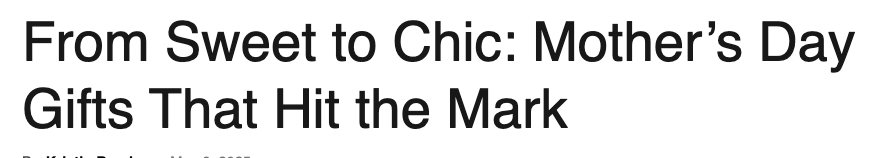 From Sweet to Chic: Mother’s Day
Gifts That Hit the Mark